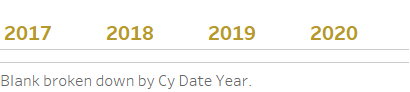 2017 2018 2019 2020
Blank broken down by Cy Date Year.